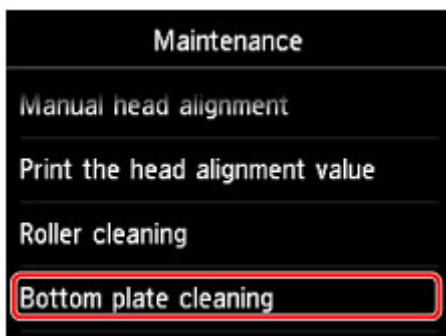 Maintenance
Manual head alignment
Print the head alignment value
Roller cleaning
Bottom plate cleaning